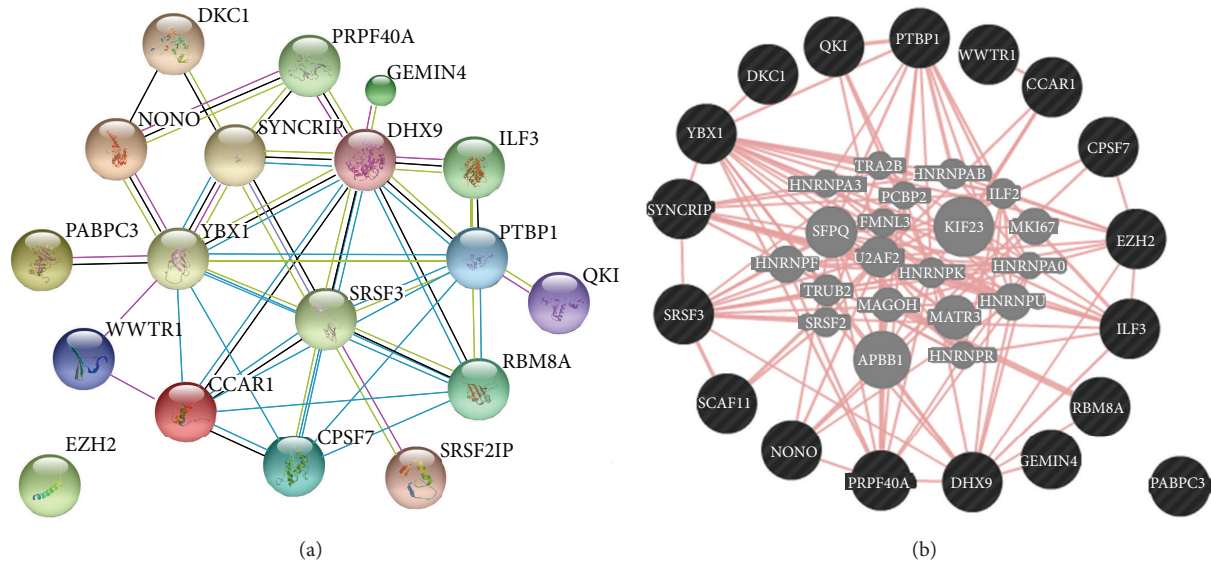 DKC1
PRPF40A
GEMIN4
NONO
SYNCRIP
DHX9
ILF3
PABPC3
YBX1
PTBP1
QKI
SRSF3
WWTR1
RBM8A
CCAR1
EZH2
CPSF7
SRSF2IP
(a)
QKI
PTBP1
WWTR1
DKC1
CCAR1
YBX1
CPSF7
TRA2B
HNRNPAB
HNRNPA3
PCBP2
ILF2
SYNCRIP
FMNL3
KIF23
MKI67
SFPQ
EZH2
U2AF2
HNRNPF
HNRNPK
HNRNPA0
TRUB2
MAGOH
HNRNPU
SRSF3
SRSF2
MATR3
ILF3
APBB1
HNRNPR
SCAF11
RBM8A
NONO
GEMIN4
PRPF40A
DHX9
PABPC3
(b)